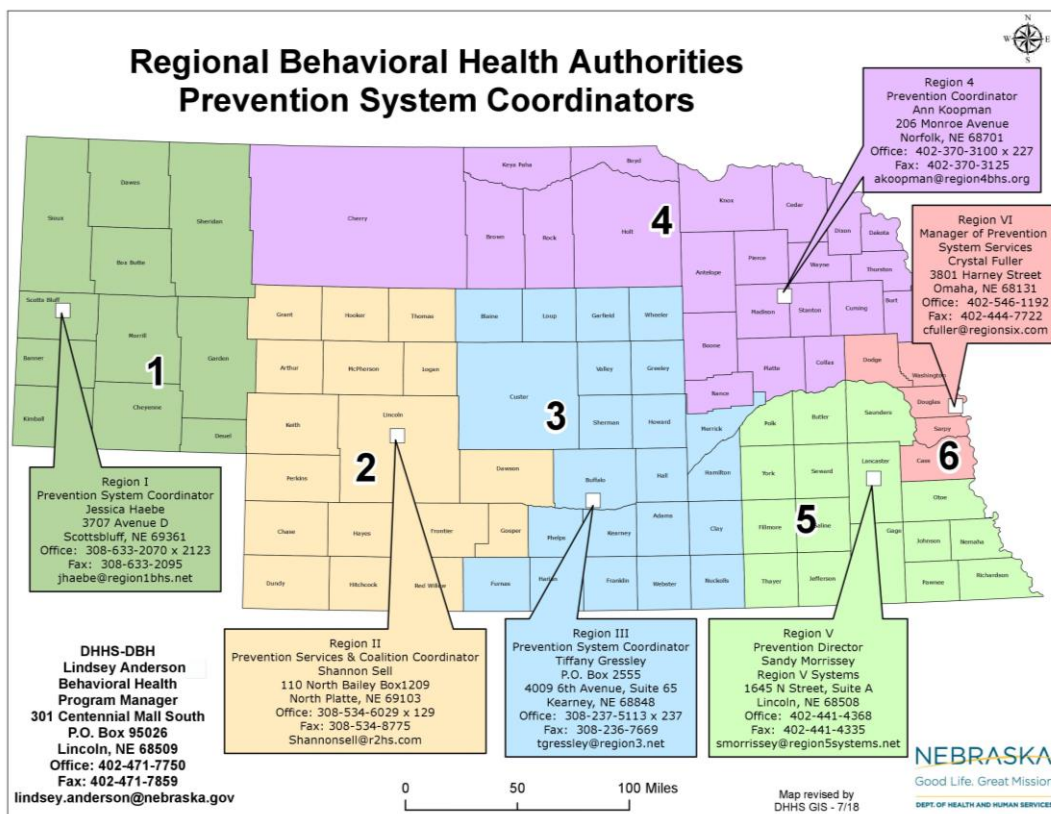 Regional Behavioral Health Authorities
Prevention System Coordinators
N
W E
S
Region 4
Prevention Coordinator
Ann Koopman
206 Monroe Avenue
Norfolk, NE 68701
Office: 402-370-3100 x 227
Fax: 402-370-3125
akoopman@region4bhs.org
Region VI
Manager of Prevention
System Services
Crystal Fuller
3801 Harney Street
Omaha, NE 68131
Office: 402-546-1192
Fax: 402-444-7722
cfuller@regionsix.com
Sioux
Dawes
Sheridan
Box Butte
Scotts Bluff
Morrill
Garden
Banner
Kimball
Cheyenne
Deuel
1
Cherry
Keya Paha
Boyd
Brown
Rock
Holt
4
Knox
Cedar
Dixon
Dakota
Antelope
Pierce
Wayne
Thurston
Madison
Stanton
Cuming
Burt
Boone
Platte
Colfax
Nance
Grant
Hooker
Thomas
Arthur
McPherson
Logan
Keith
Lincoln
Perkins
Dawson
2
Chase
Hayes
Frontier
Gosper
Dundy
Hitchcock
Red Willow
Blaine
Loup
Garfield
Wheeler
Custer
Valley
Greeley
3
Sherman
Howard
Merrick
Buffalo
Hall
Hamilton
Phelps
Kearney
Adams
Clay
Furnas
Harlan
Franklin
Webster
Nuckolls
Polk
Butler
Saunders
York
Seward
Lancaster
Fillmore
5
Saline
Otoe
Gage
Johnson
Nemaha
Thayer
Jefferson
Pawnee
Richardson
Dodge
Washington
Douglas
Sarpy
Cass
6
Region I
Prevention System Coordinator
Jessica Haebe
3707 Avenue D
Scottsbluff, NE 69361
Office: 308-633-2070 x 2123
Fax: 308-633-2095
jhaebe@region1bhs.net
Region II
Prevention Services & Coalition Coordinator
Shannon Sell
110 North Bailey Box1209
North Platte, NE 69103
Office: 308-534-6029 x 129
Fax: 308-534-8775
Shannonsell@r2hs.com
Region III
Prevention System Coordinator
Tiffany Gressley
P.O. Box 2555
4009 6th Avenue, Suite 65
Kearney, NE 68848
Office: 308-237-5113 x 237
Fax: 308-236-7669
tgressley@region3.net
Region V
Prevention Director
Sandy Morrissey
Region V Systems
1645 N Street, Suite A
Lincoln, NE 68508
Office: 402-441-4368
Fax: 402-441-4335
smorrissey@region5systems.net
DHHS-DBH
Lindsey Anderson
Behavioral Health
Program Manager
301 Centennial Mall South
P.O. Box 95026
Lincoln, NE 68509
Office: 402-471-7750
Fax: 402-471-7859
lindsey.anderson@nebraska.gov
0 50 100 Miles
Map revised by
DHHS GIS - 7/18
NEBRASKA
Good Life. Great Mission.
DEPT. OF HEALTH AND HUMAN SERVICES